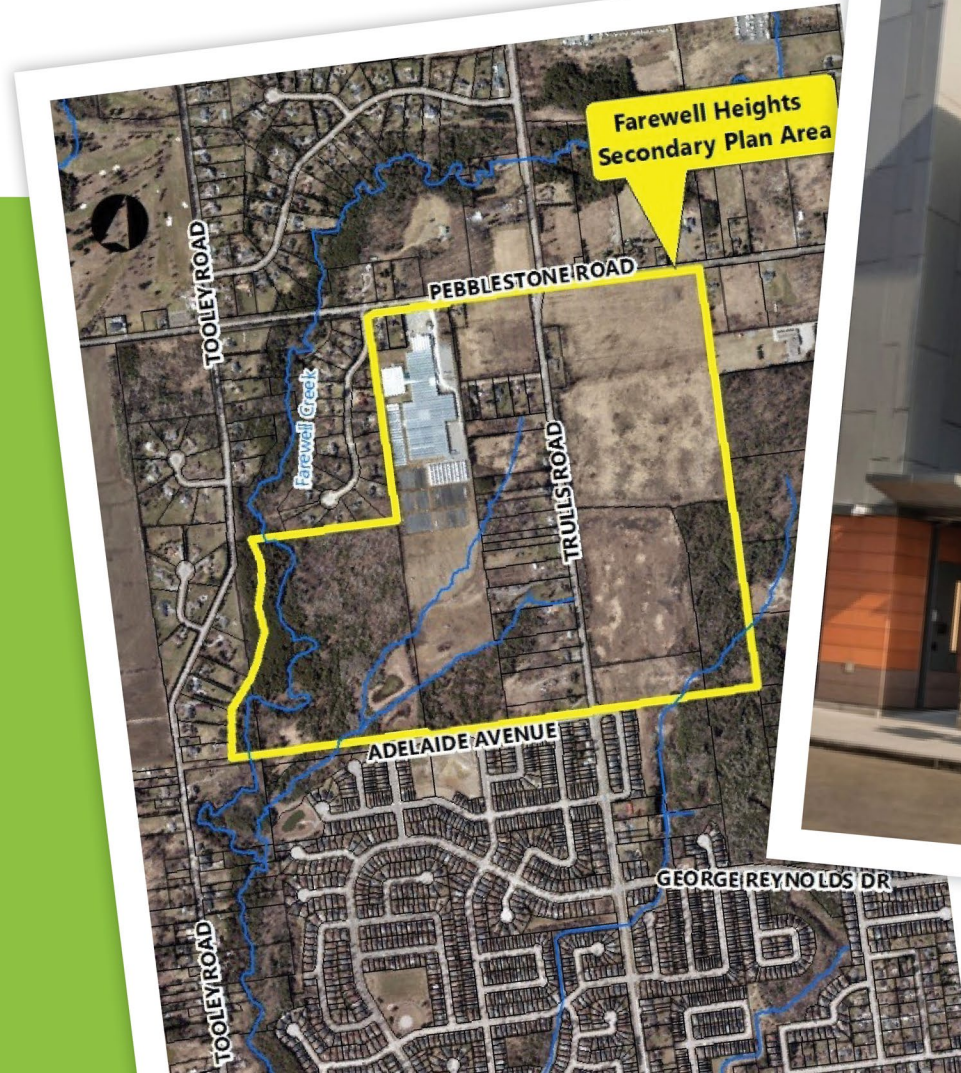 Farewell Heights
Secondary Plan Area
TOOLEY ROAD
PEBBLESTONE ROAD
Farewell Creek
TRULLS ROAD
ADELAIDE AVENUE
GEORGE REYNOLDS DR
TOOLEY ROAD